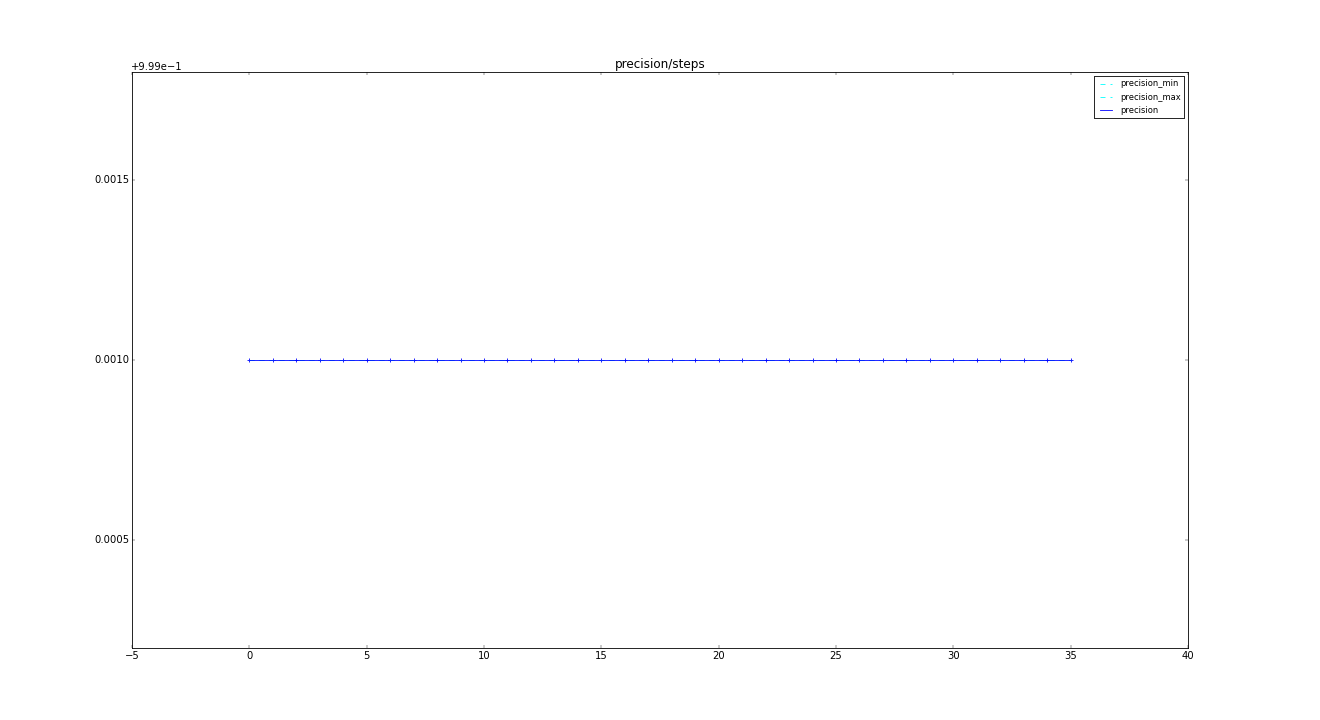 precision/steps
+9.99e−1
precision_min
precision_max
precision
0.0015
0.0010
0.0005
−5 0 5 10 15 20 25 30 35 40